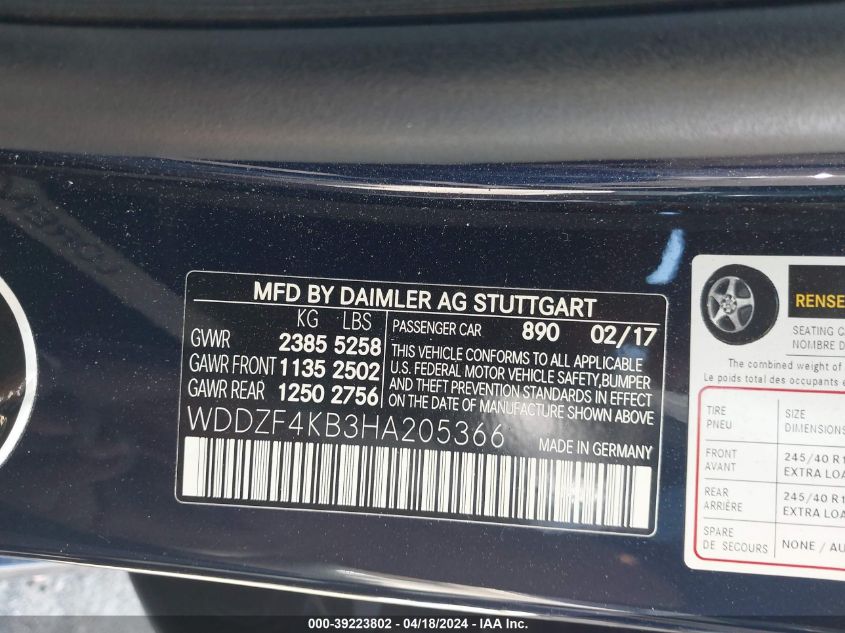 MFD BY DAIMLER AG STUTTGART
KG LBS
GVWR 2385 5258
GAWR FRONT 1135 2502
GAWR REAR 1250 2756
PASSENGER CAR 890 02/17
THIS VEHICLE CONFORMS TO ALL APPLICABLE
U.S. FEDERAL MOTOR VEHICLE SAFETY,BUMPER
AND THEFT PREVENTION STANDARDS IN EFFECT
ON THE DATE OF MANUFACTURE SHOWN ABOVE
WDDZF4KB3HA205366
MADE IN GERMANY
RENSE
SEATING C
NOMBRE D
The combined weight of
Le poids total des occupants e
TIRE
PNEU
SIZE
DIMENSIONS
FRONT
AVANT
245/40 R1
EXTRA LOA
REAR
ARRIÈRE
245/40 R1
EXTRA LOA
SPARE
DE SECOURS
NONE / AU
000-39223802 - 04/18/2024 - IAA Inc.